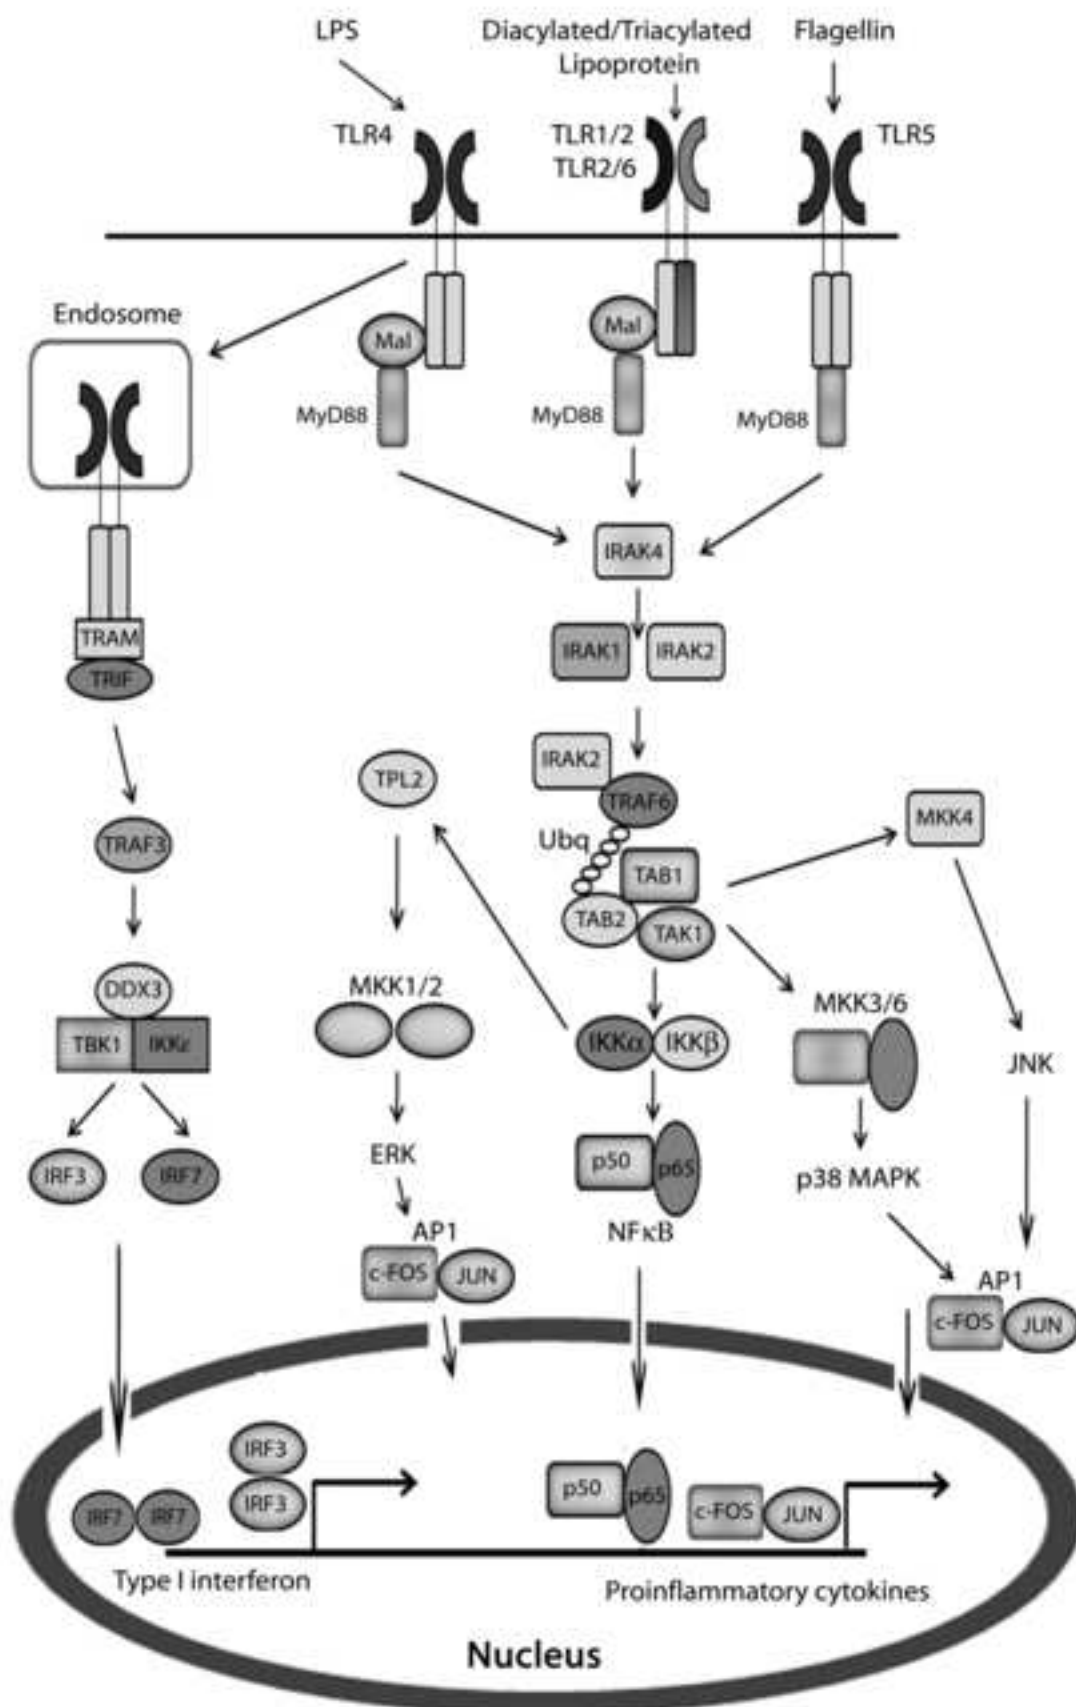 LPS
Diacylated/Triacylated
Lipoprotein
Flagellin
TLR4
TLR1/2
TLR2/6
TLR5
Endosome
Mal
Mal
MyD88
MyD88
MyD88
IRAK4
TRAM
TRIF
IRAK1
IRAK2
IRAK2
TPL2
TRAF6
MKK4
TRAF3
Ubq
TAB1
TAB2
TAK1
DDX3
MKK1/2
MKK3/6
TBK1
IKKε
IKKα
IKKβ
JNK
ERK
p50
p65
IRF3
IRF7
p38 MAPK
AP1
NFκB
c-FOS
JUN
AP1
c-FOS
JUN
IRF3
IRF3
p50
p65
c-FOS
JUN
IRF7
IRF7
Type I interferon
Proinflammatory cytokines
Nucleus